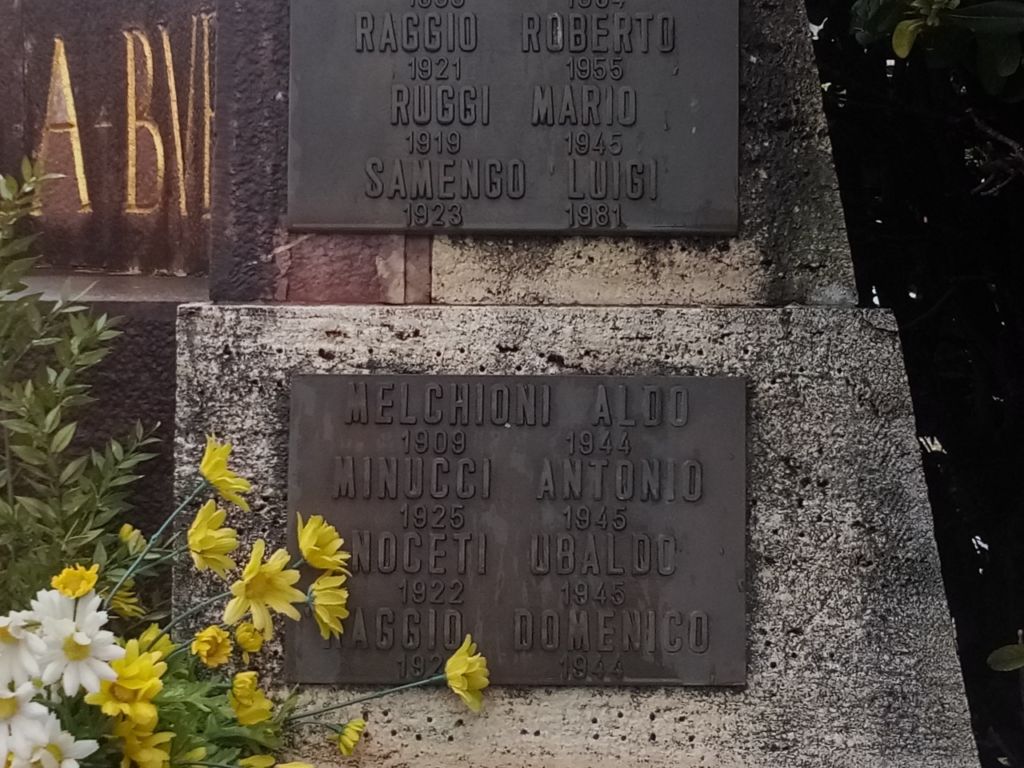 RAGGIO ROBERTO
1921 1955
RUGGI MARIO
1919 1945
SAMENGO LUIGI
1923 1981
MELCHIONI ALDO
1909 1944
MINUCCI ANTONIO
1925 1945
NOCETI UBALDO
1922 1945
RAGGIO DOMENICO
1944